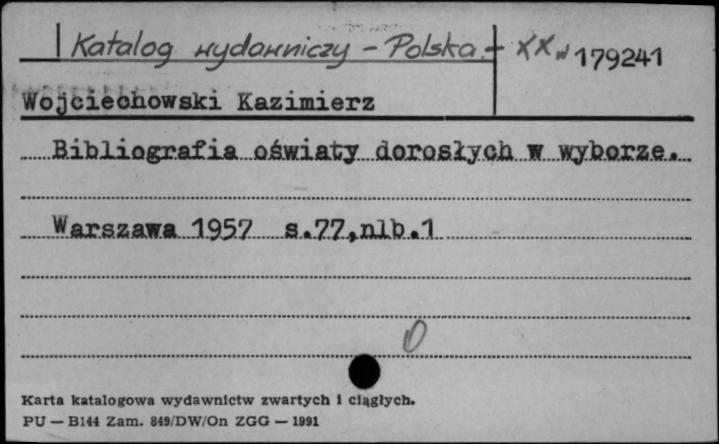 Katalog wydawniczy - Polska - XX w 179241
Wojciechowski Kazimierz
Bibliografia oświaty dorosłych w wyborze.
Warszawa 1957 s.77,nlb.1
Karta katalogowa wydawnictw zwartych i ciągłych.
PU — B144 Zam. 849/DW/On ZGG — 1991